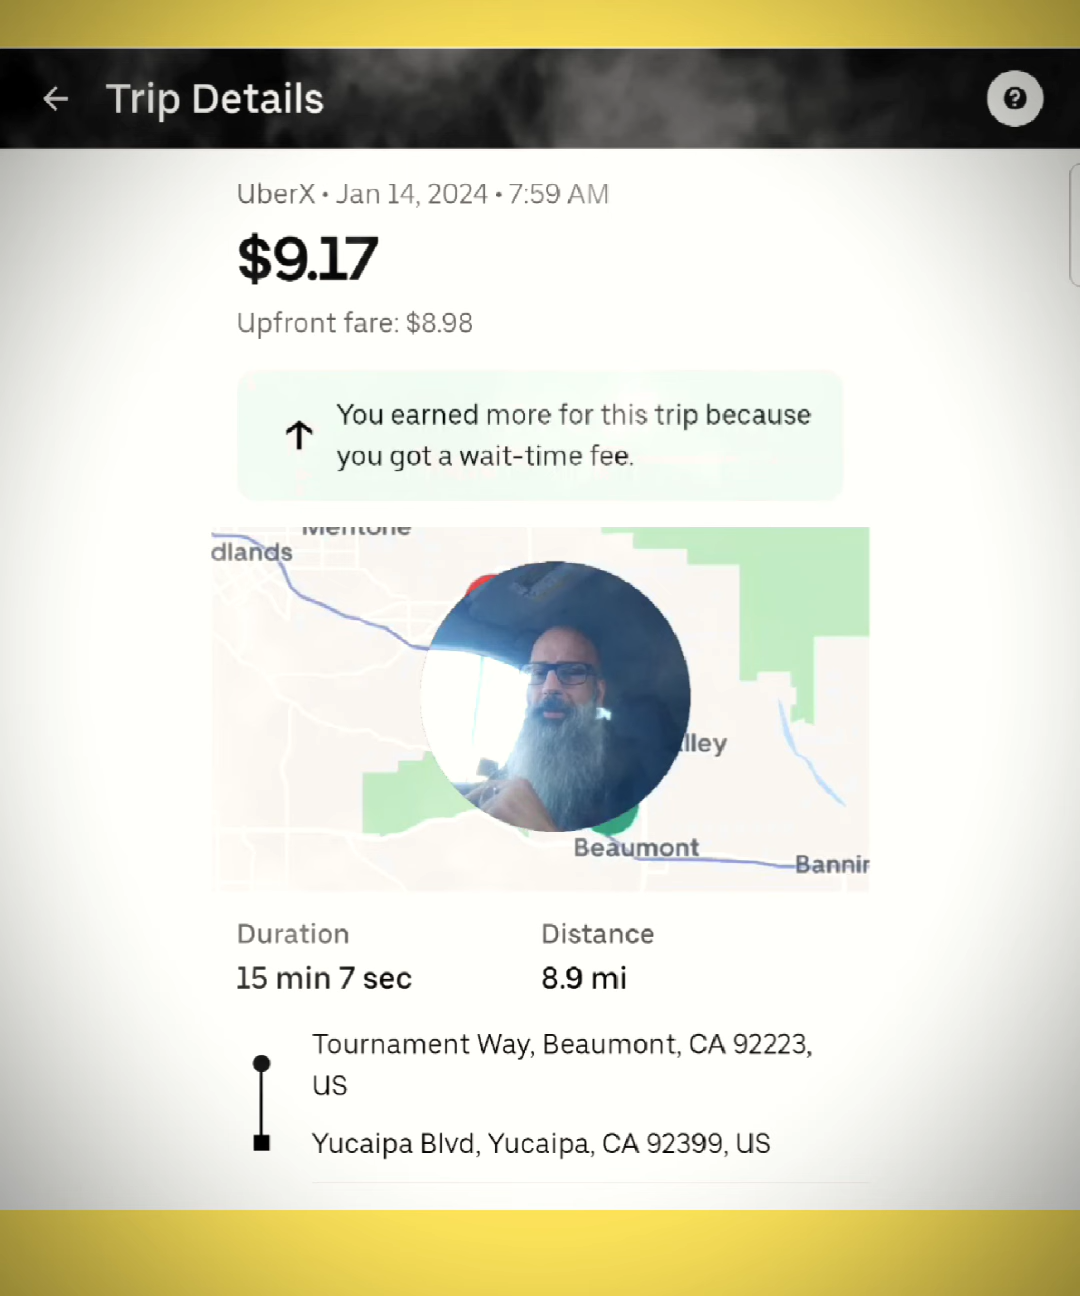 Trip Details
UberX • Jan 14, 2024 • 7:59 AM
$9.17
Upfront fare: $8.98
You earned more for this trip because
you got a wait-time fee.
Mentone
dlands
lley
Beaumont
Bannin
Duration
Distance
15 min 7 sec
8.9 mi
Tournament Way, Beaumont, CA 92223,
US
Yucaipa Blvd, Yucaipa, CA 92399, US